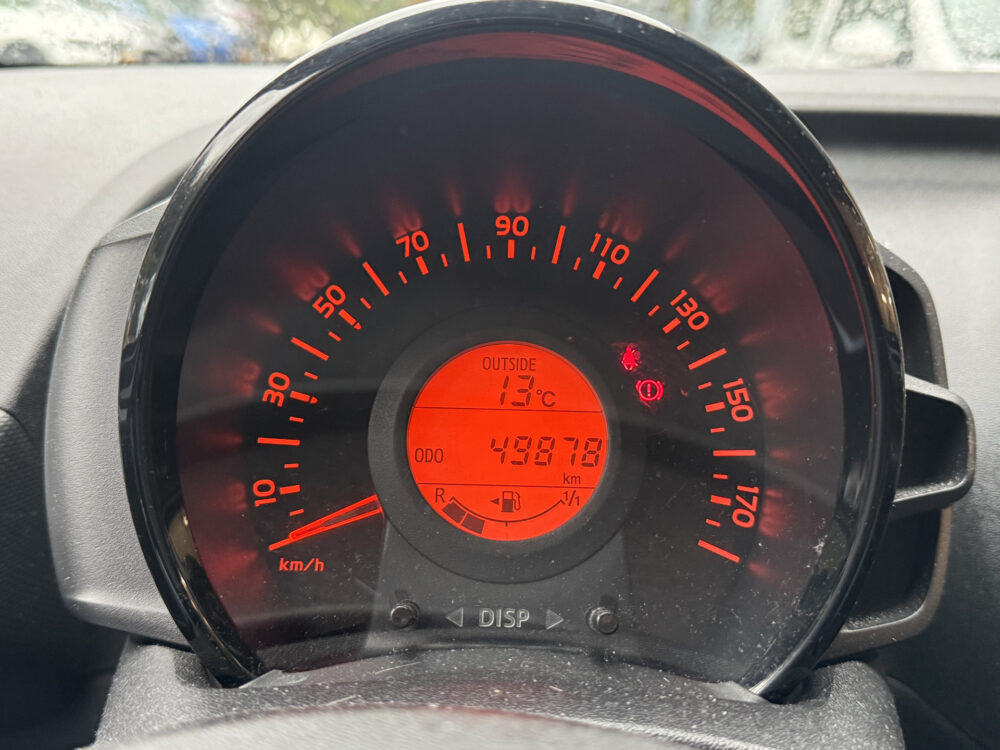 10
30
50
70
90
110
130
150
170
km/h
OUTSIDE
13°C
ODO 49878
km
R 1/1
DISP